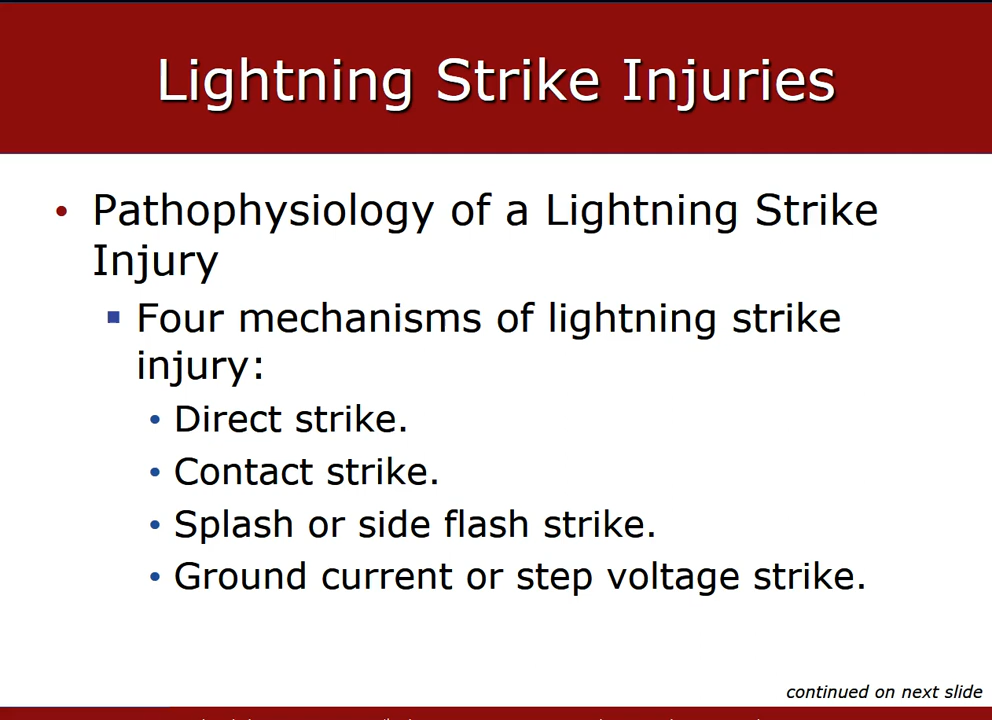 Lightning Strike Injuries
• Pathophysiology of a Lightning Strike
Injury
▪ Four mechanisms of lightning strike
injury:
• Direct strike.
• Contact strike.
• Splash or side flash strike.
• Ground current or step voltage strike.
continued on next slide